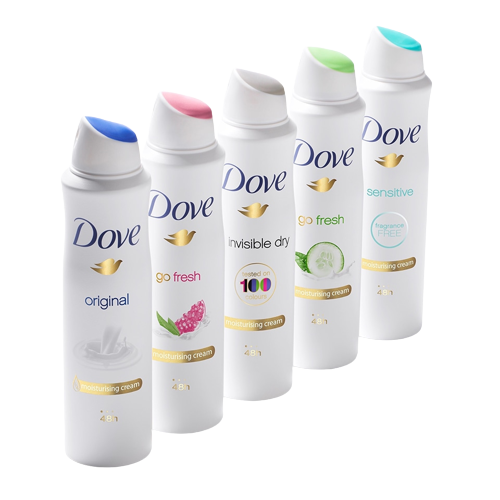 Dove
original
moisturising cream
48h
Dove
go fresh
moisturising cream
48h
Dove
invisible dry
tested on
100
colours
moisturising cream
48h
Dove
go fresh
moisturising cream
48h
Dove
sensitive
fragrance
FREE
moisturising cream
48h